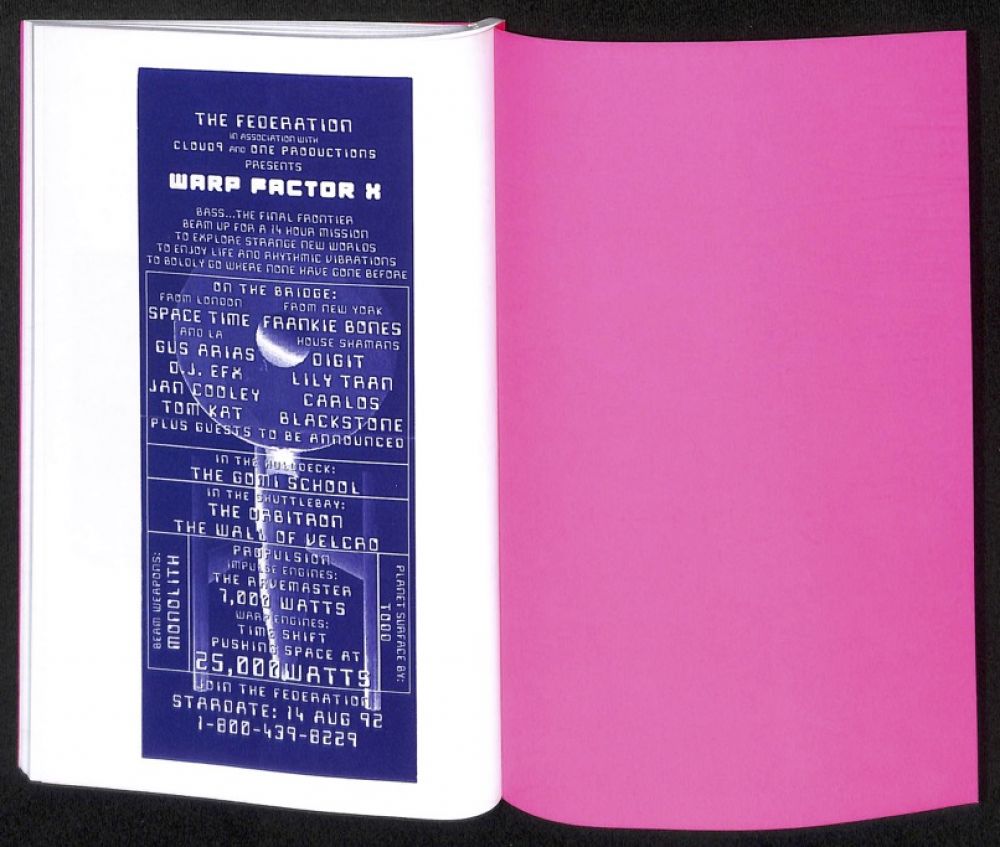 THE FEDERATION
IN ASSOCIATION WITH
CLOUD9 AND ONE PRODUCTIONS
PRESENTS
WARP FACTOR X
BASS...THE FINAL FRONTIER
BEAM UP FOR A 14 HOUR MISSION
TO EXPLORE STRANGE NEW WORLDS
TO ENJOY LIFE AND RHYTHMIC VIBRATIONS
TO BOLDLY GO WHERE NONE HAVE GONE BEFORE
ON THE BRIDGE:
FROM LONDON
SPACE TIME
AND LA
GUS ARIAS
D.J. EFX
JAN COOLEY
TOM KAT
FROM NEW YORK
FRANKIE BONES
HOUSE SHAMANS
DIGIT
LILY TRAN
CARLOS
BLACKSTONE
PLUS GUESTS TO BE ANNOUNCED
IN THE HOLODECK:
THE GOMI SCHOOL
IN THE SHUTTLEBAY:
THE ORBITRON
THE WALL OF VELCRO
BEAM WEAPONS:
MONOLITH
PROPULSION
IMPULSE ENGINES:
THE RAVEMASTER
7,000 WATTS
WARP ENGINES:
TIME SHIFT
PUSHING SPACE AT
25,000 WATTS
PLANET SURFACE BY:
TODD
JOIN THE FEDERATION
STARDATE: 14 AUG 92
1-800-439-8229